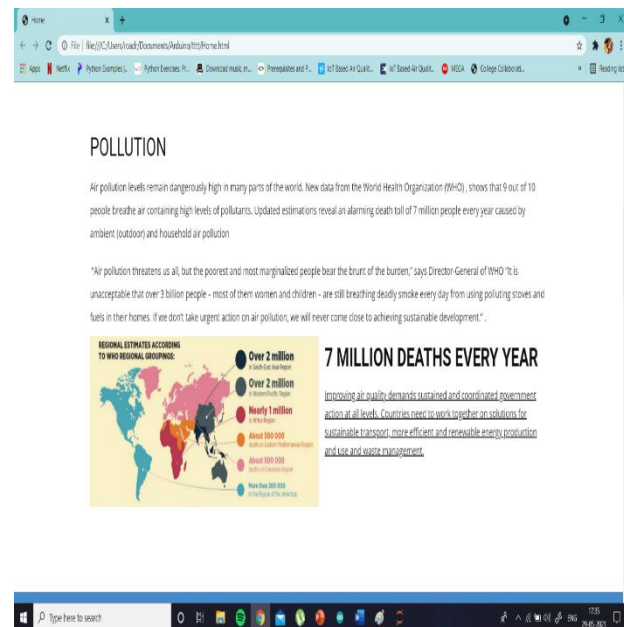 Home
File | file:///C:/Users/roadr/Documents/Arduino/ttt/Home.html
Apps
Netflix
Python Examples |...
Python Exercises, Pr...
Download music, m...
Prerequisites and P...
IoT Based Air Qualit...
IoT Based Air Qualit...
MEGA
College Collaborati...
»
Reading list
POLLUTION
Air pollution levels remain dangerously high in many parts of the world. New data from the World Health Organization (WHO) , shows that 9 out of 10
people breathe air containing high levels of pollutants. Updated estimations reveal an alarming death toll of 7 million people every year caused by
ambient (outdoor) and household air pollution
"Air pollution threatens us all, but the poorest and most marginalized people bear the brunt of the burden," says Director-General of WHO "It is
unacceptable that over 3 billion people – most of them women and children – are still breathing deadly smoke every day from using polluting stoves and
fuels in their homes. If we don't take urgent action on air pollution, we will never come close to achieving sustainable development." .
REGIONAL ESTIMATES ACCORDING
TO WHO REGIONAL GROUPINGS:
Over 2 million
in South-East Asia Region
Over 2 million
in Western Pacific Region
Nearly 1 million
in Africa Region
About 500 000
deaths in Eastern Mediterranean Region
About 500 000
deaths in European Region
More than 300 000
in the Region of the Americas
7 MILLION DEATHS EVERY YEAR
Improving air quality demands sustained and coordinated government
action at all levels. Countries need to work together on solutions for
sustainable transport, more efficient and renewable energy production
and use and waste management.
Type here to search
ENG
17:35
29-05-2021